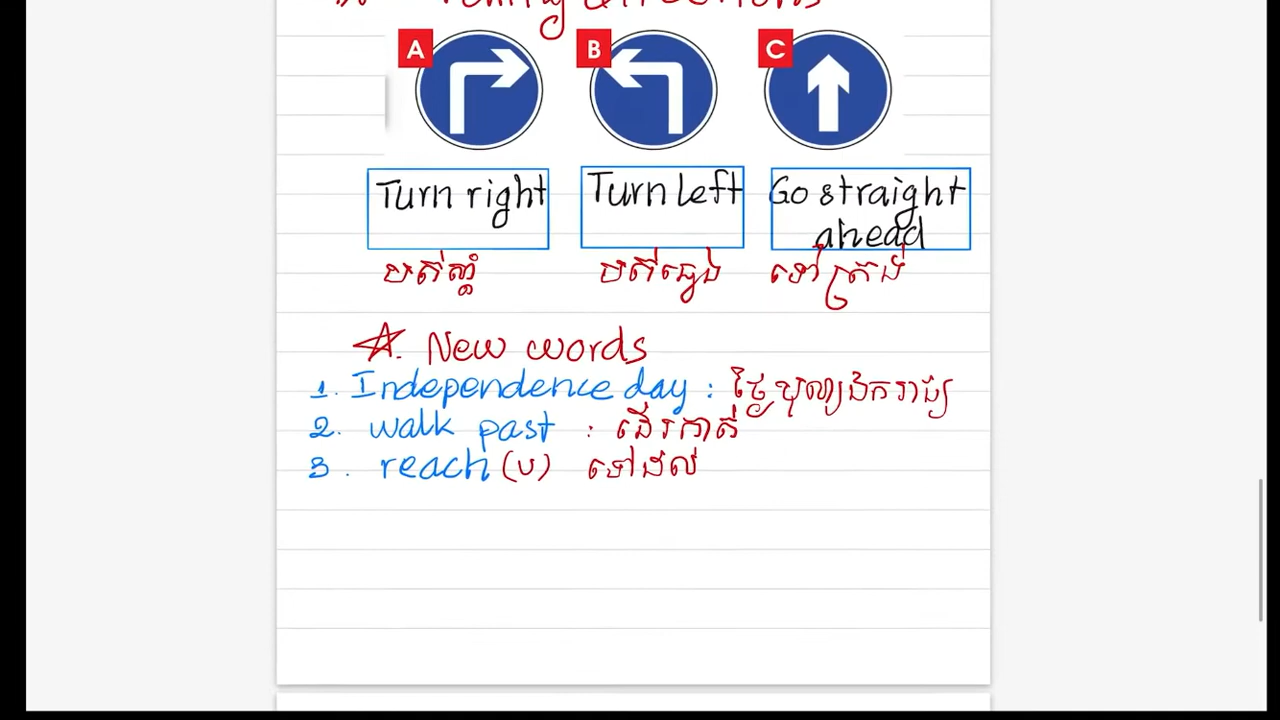 A B C
Turn right
Turn left
Go straight
ahead
បត់ស្ដាំ បត់ឆ្វេង ទៅត្រង់
New words
1. Independence day : ថ្ងៃបុណ្យឯករាជ្យ
2. walk past : ដើរកាត់
3. reach (v) ទៅដល់